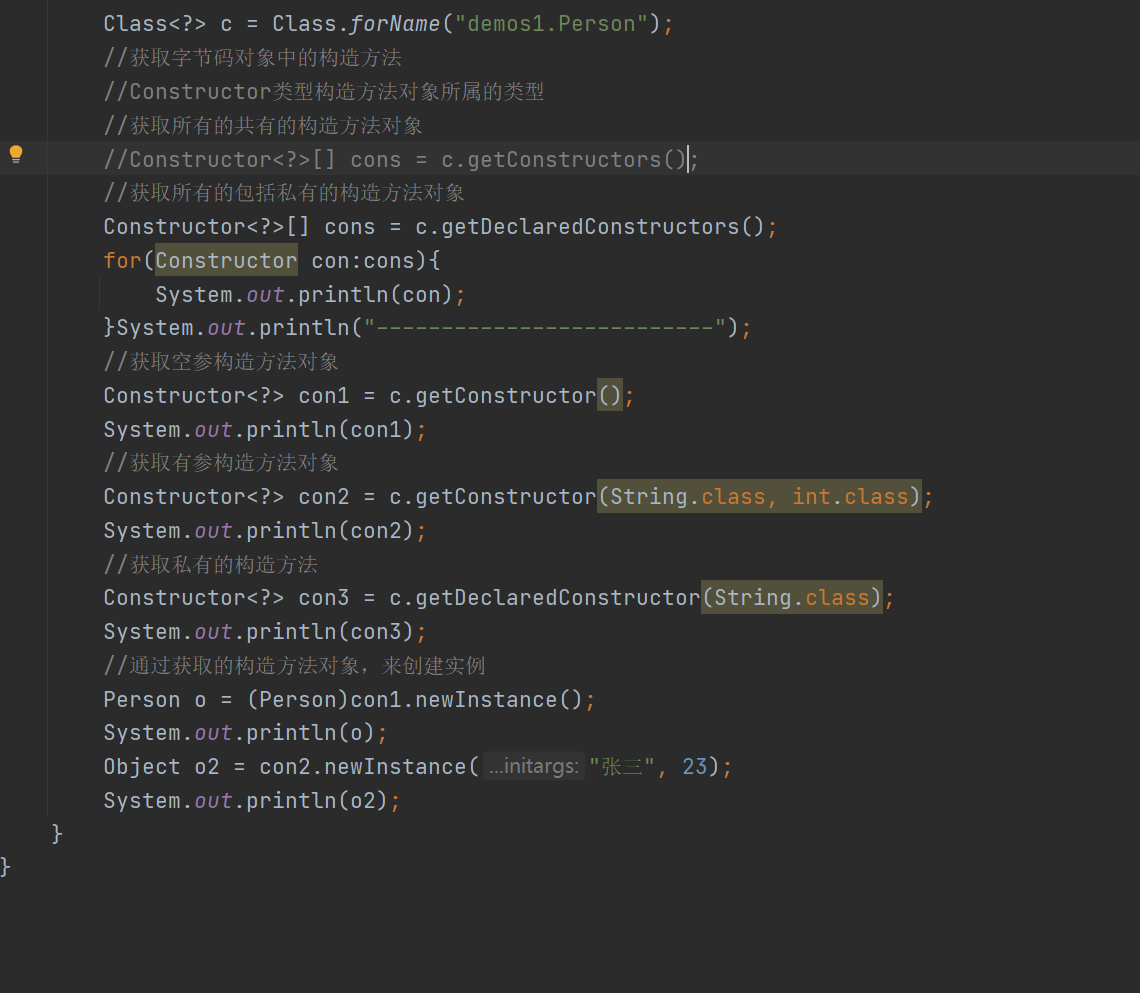 Class<?> c = Class.forName("demos1.Person");
//获取字节码对象中的构造方法
//Constructor类型构造方法对象所属的类型
//获取所有的共有的构造方法对象
//Constructor<?>[] cons = c.getConstructors();
//获取所有的包括私有的构造方法对象
Constructor<?>[] cons = c.getDeclaredConstructors();
for(Constructor con:cons){
System.out.println(con);
}System.out.println("--------------------------");
//获取空参构造方法对象
Constructor<?> con1 = c.getConstructor();
System.out.println(con1);
//获取有参构造方法对象
Constructor<?> con2 = c.getConstructor(String.class, int.class);
System.out.println(con2);
//获取私有的构造方法
Constructor<?> con3 = c.getDeclaredConstructor(String.class);
System.out.println(con3);
//通过获取的构造方法对象，来创建实例
Person o = (Person)con1.newInstance();
System.out.println(o);
Object o2 = con2.newInstance( ...initargs: "张三", 23);
System.out.println(o2);
}
}